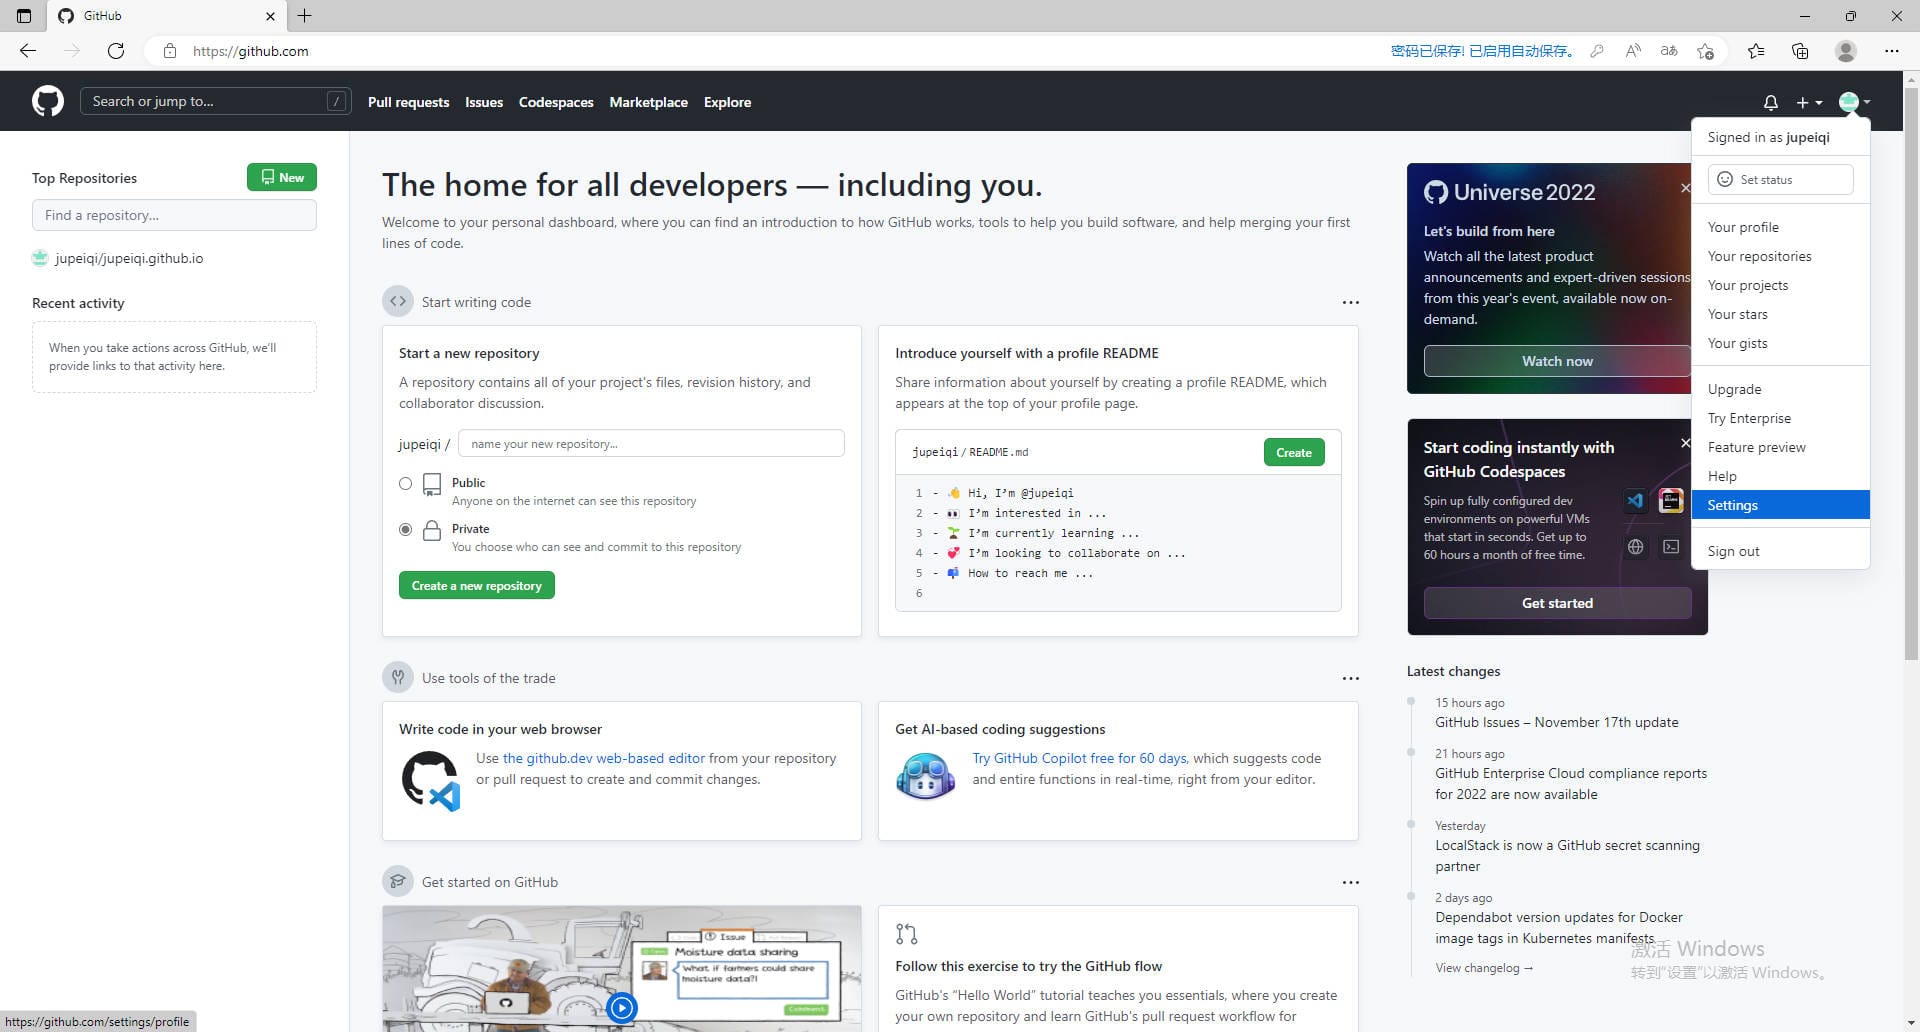 GitHub
https://github.com
密码已保存! 已启用自动保存。
Search or jump to...
/
Pull requests
Issues
Codespaces
Marketplace
Explore
Top Repositories
New
Find a repository...
jupeiqi/jupeiqi.github.io
Recent activity
When you take actions across GitHub, we'll
provide links to that activity here.
The home for all developers — including you.
Welcome to your personal dashboard, where you can find an introduction to how GitHub works, tools to help you build software, and help merging your first
lines of code.
Start writing code
Start a new repository
A repository contains all of your project's files, revision history, and
collaborator discussion.
jupeiqi /
name your new repository...
Public
Anyone on the internet can see this repository
Private
You choose who can see and commit to this repository
Create a new repository
Introduce yourself with a profile README
Share information about yourself by creating a profile README, which
appears at the top of your profile page.
jupeiqi / README.md
Create
1 - 👋 Hi, I’m @jupeiqi
2 - 👀 I’m interested in ...
3 - 🌱 I’m currently learning ...
4 - 💞️ I’m looking to collaborate on ...
5 - 📫 How to reach me ...
6
Use tools of the trade
Write code in your web browser
Use the github.dev web-based editor from your repository
or pull request to create and commit changes.
Get AI-based coding suggestions
Try GitHub Copilot free for 60 days, which suggests code
and entire functions in real-time, right from your editor.
Get started on GitHub
Issue
Moisture data sharing
What if farmers could share
moisture data?!
Comment
Follow this exercise to try the GitHub flow
GitHub's “Hello World” tutorial teaches you essentials, where you create
your own repository and learn GitHub's pull request workflow for
Universe2022
Let's build from here
Watch all the latest product
announcements and expert-driven sessions
from this year's event, available now on-
demand.
Watch now
Start coding instantly with
GitHub Codespaces
Spin up fully configured dev
environments on powerful VMs
that start in seconds. Get up to
60 hours a month of free time.
Get started
Latest changes
15 hours ago
GitHub Issues – November 17th update
21 hours ago
GitHub Enterprise Cloud compliance reports
for 2022 are now available
Yesterday
LocalStack is now a GitHub secret scanning
partner
2 days ago
Dependabot version updates for Docker
image tags in Kubernetes manifests
View changelog →
Signed in as jupeiqi
Set status
Your profile
Your repositories
Your projects
Your stars
Your gists
Upgrade
Try Enterprise
Feature preview
Help
Settings
Sign out
激活 Windows
转到"设置"以激活 Windows。
https://github.com/settings/profile